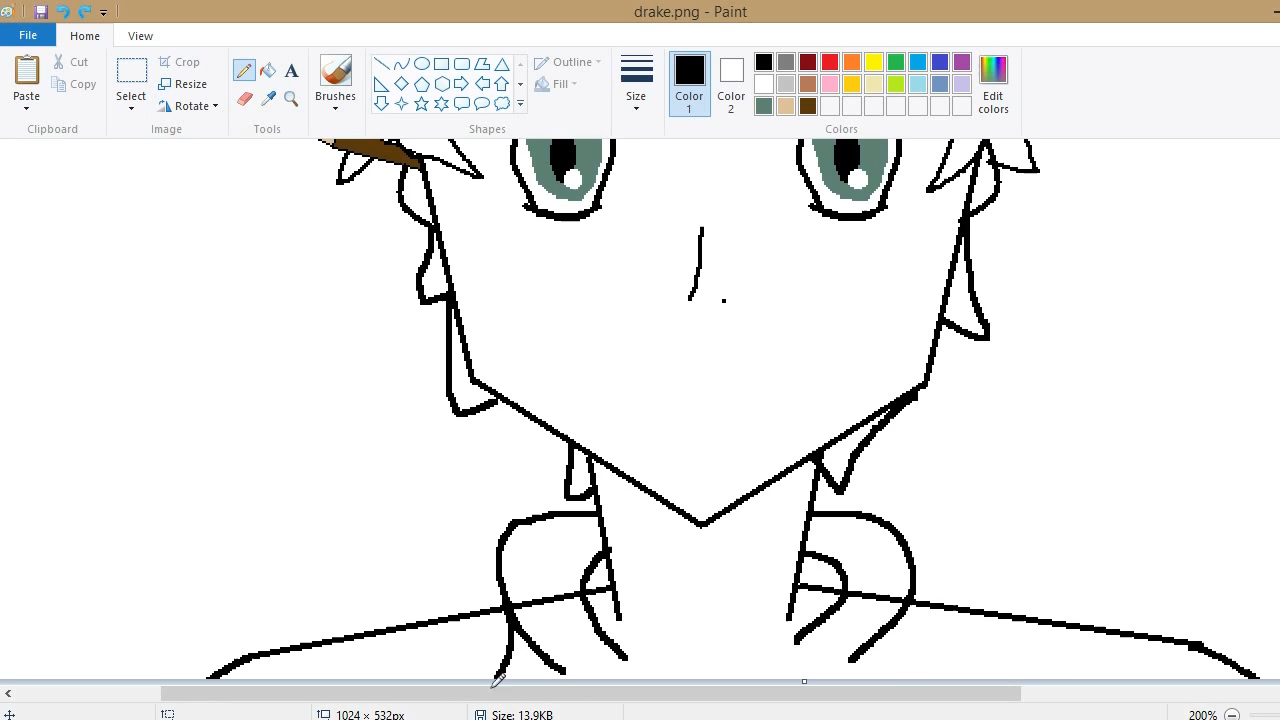 drake.png - Paint
File Home View
Paste
Cut
Copy
Clipboard
Select
Crop
Resize
Rotate
Image
A
Tools
Brushes
Outline
Fill
Shapes
Size
Color 1
Color 2
Edit colors
Colors
1024 × 532px
Size: 13.9KB
200%